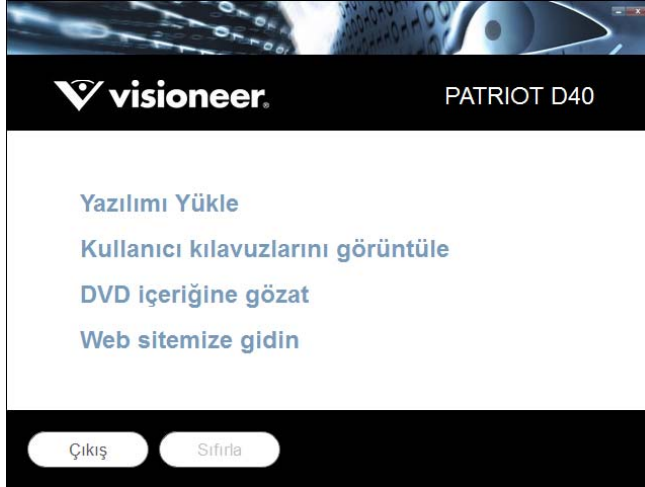 visioneer®
PATRIOT D40
Yazılımı Yükle
Kullanıcı kılavuzlarını görüntüle
DVD içeriğine gözat
Web sitemize gidin
Çıkış
Sıfırla